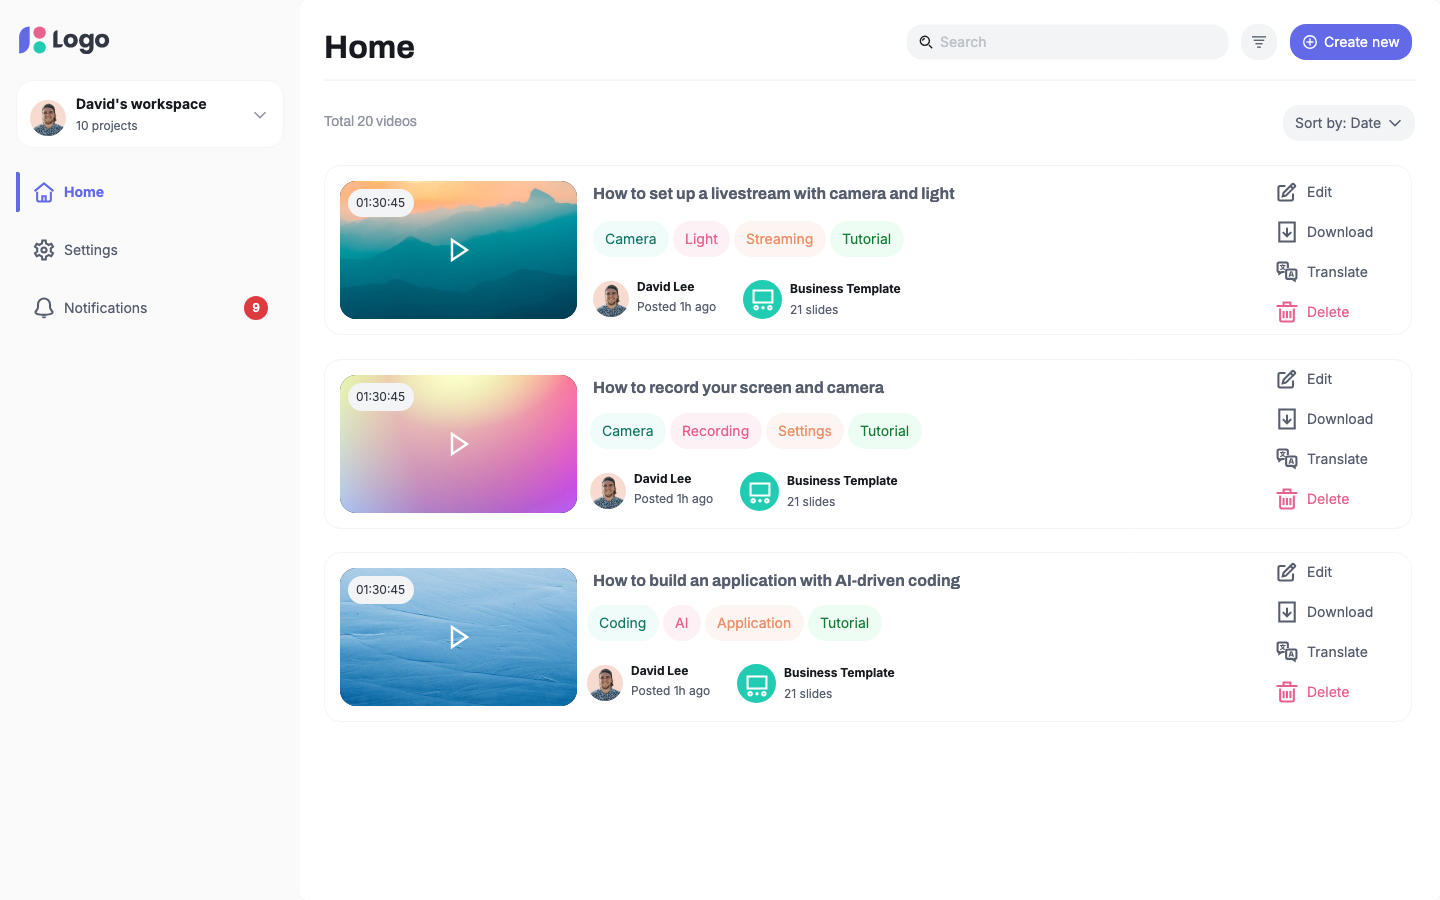 Logo
David's workspace
10 projects
Home
Settings
Notifications
9
Home
Search
Create new
Total 20 videos
Sort by: Date
01:30:45
How to set up a livestream with camera and light
Camera
Light
Streaming
Tutorial
David Lee
Posted 1h ago
Business Template
21 slides
Edit
Download
Translate
Delete
01:30:45
How to record your screen and camera
Camera
Recording
Settings
Tutorial
David Lee
Posted 1h ago
Business Template
21 slides
Edit
Download
Translate
Delete
01:30:45
How to build an application with AI-driven coding
Coding
AI
Application
Tutorial
David Lee
Posted 1h ago
Business Template
21 slides
Edit
Download
Translate
Delete